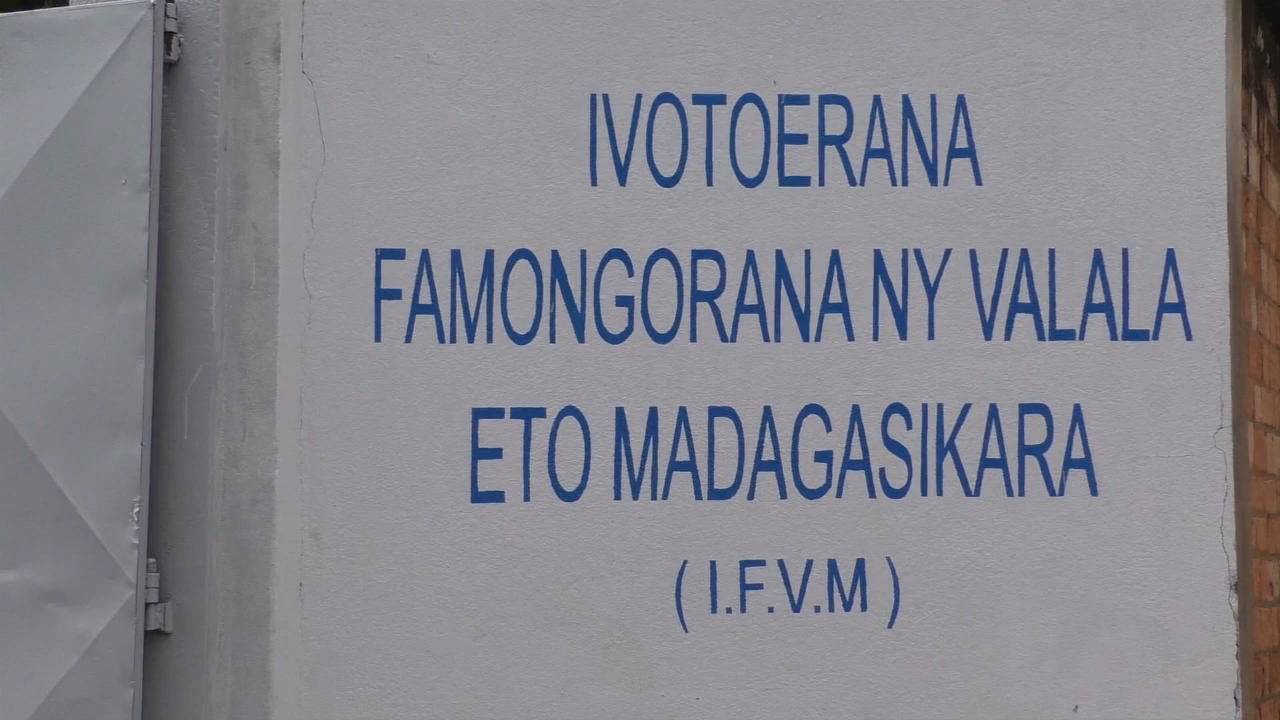 IVOTOERANA
FAMONGORANA NY VALALA
ETO MADAGASIKARA
( I.F.V.M )